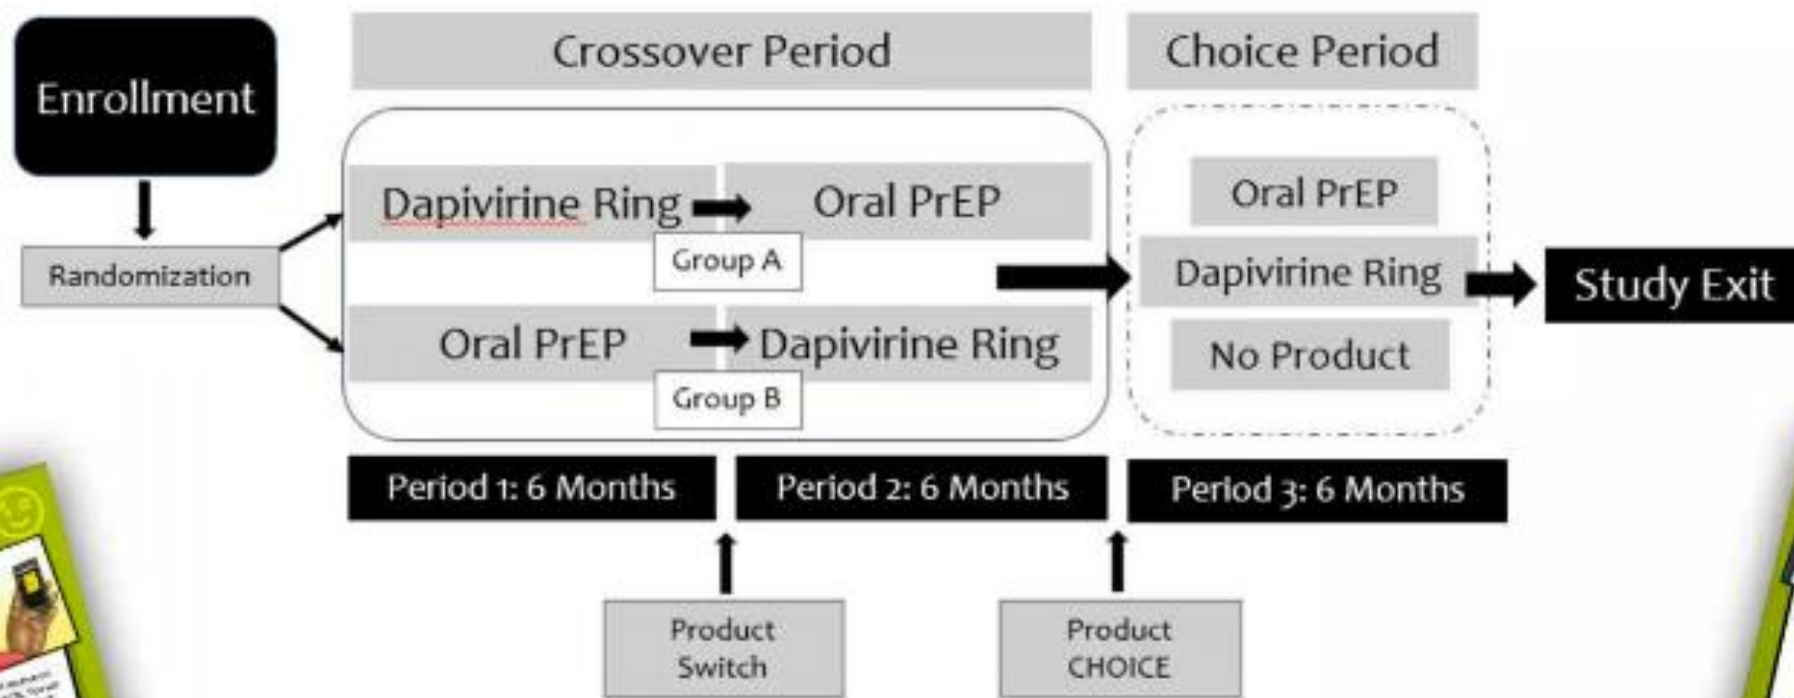 Enrollment
Crossover Period
Choice Period
Dapivirine Ring
Oral PrEP
Group A
Randomization
Oral PrEP
Dapivirine Ring
Group B
Oral PrEP
Dapivirine Ring
No Product
Study Exit
Period 1: 6 Months
Period 2: 6 Months
Period 3: 6 Months
Product
Switch
Product
CHOICE